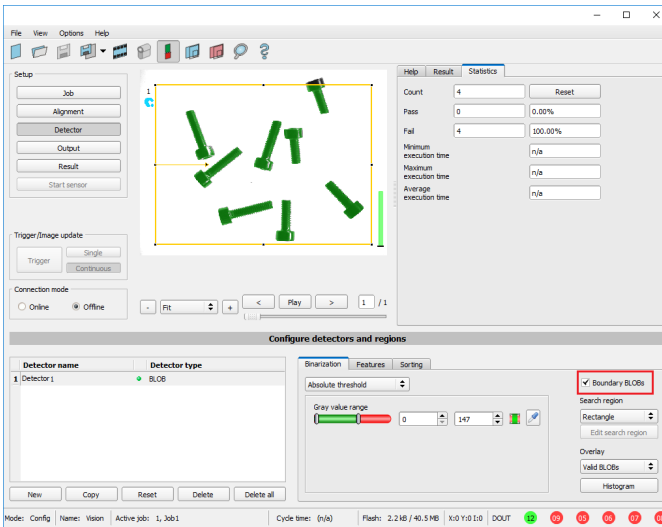 File View Options Help
Setup
Job
Alignment
Detector
Output
Result
Start sensor
Trigger/Image update
Trigger
Single
Continuous
Connection mode
Online
Offline
1
- Fit + < Play > 1 / 1
Help Result Statistics
Count 4 Reset
Pass 0 0.00%
Fail 4 100.00%
Minimum
execution time n/a
Maximum
execution time n/a
Average
execution time n/a
Configure detectors and regions
Detector name Detector type
1 Detector1 BLOB
New Copy Reset Delete Delete all
Binarization Features Sorting
Absolute threshold
Gray value range
0 147
Boundary BLOBs
Search region
Rectangle
Edit search region
Overlay
Valid BLOBs
Histogram
Mode: Config Name: Vision Active job: 1, Job1 Cycle time: (n/a) Flash: 2.2 kB / 40.5 MB X:0 Y:0 I:0 DOUT 12 09 05 06 07